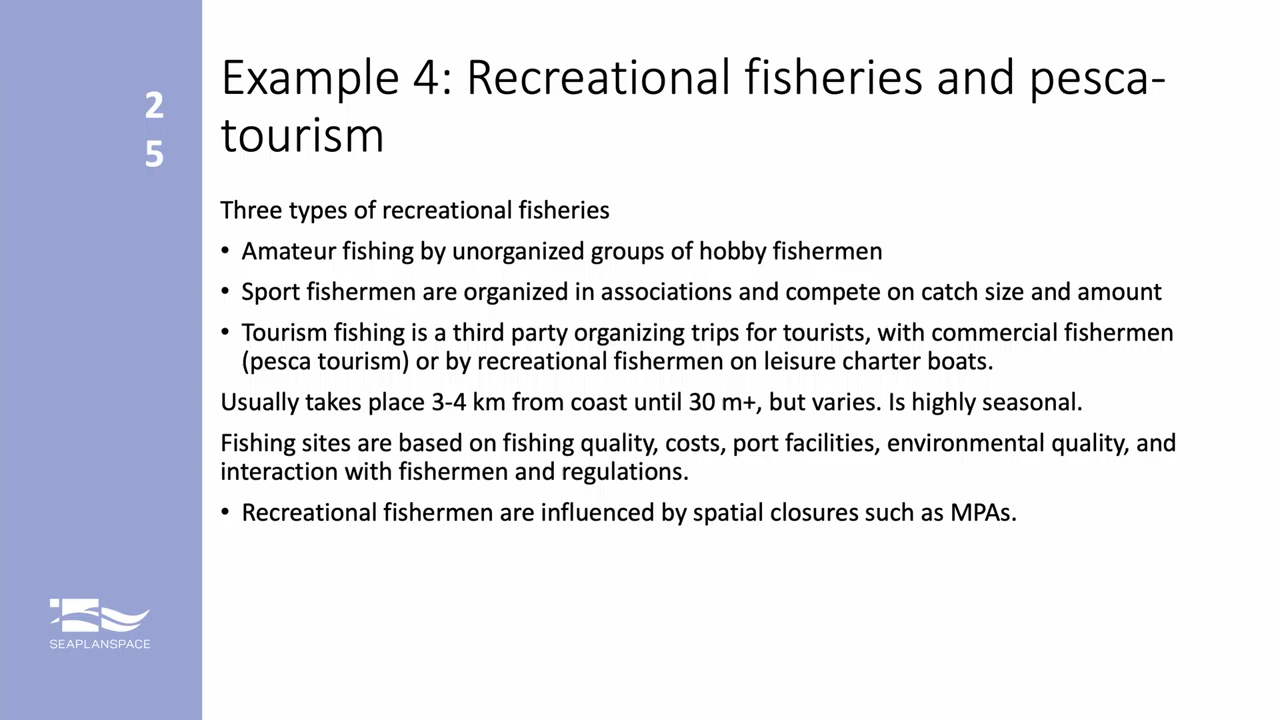 2
5
Example 4: Recreational fisheries and pesca-
tourism
Three types of recreational fisheries
• Amateur fishing by unorganized groups of hobby fishermen
• Sport fishermen are organized in associations and compete on catch size and amount
• Tourism fishing is a third party organizing trips for tourists, with commercial fishermen
(pesca tourism) or by recreational fishermen on leisure charter boats.
Usually takes place 3-4 km from coast until 30 m+, but varies. Is highly seasonal.
Fishing sites are based on fishing quality, costs, port facilities, environmental quality, and
interaction with fishermen and regulations.
• Recreational fishermen are influenced by spatial closures such as MPAs.
SEAPLANSPACE